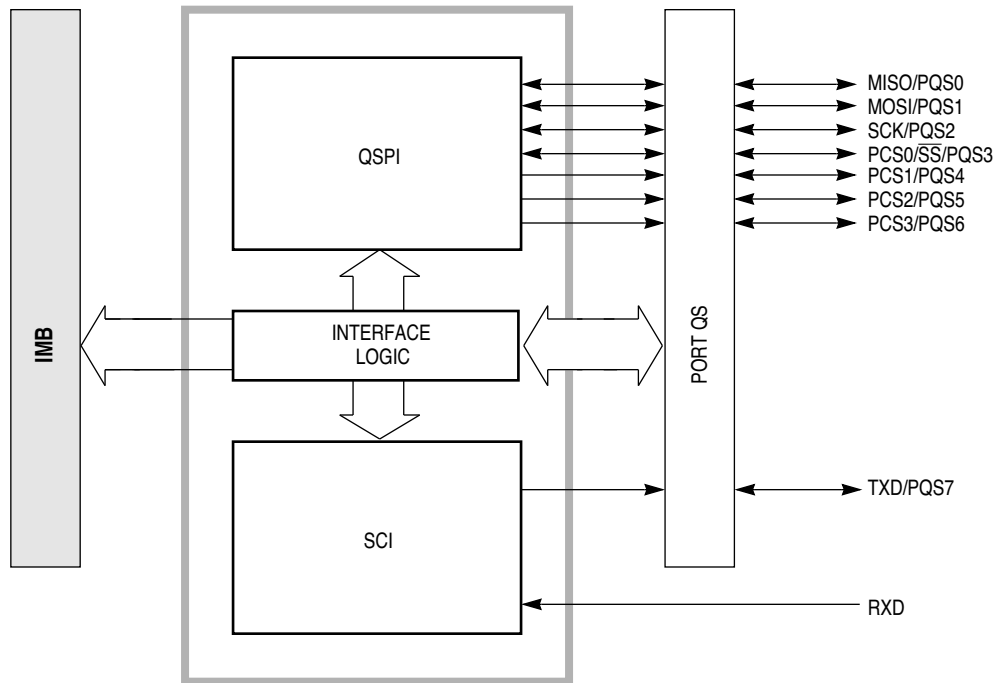 IMB
QSPI
INTERFACE
LOGIC
SCI
PORT QS
MISO/PQS0
MOSI/PQS1
SCK/PQS2
PCS0/S̅S̅/PQS3
PCS1/PQS4
PCS2/PQS5
PCS3/PQS6
TXD/PQS7
RXD